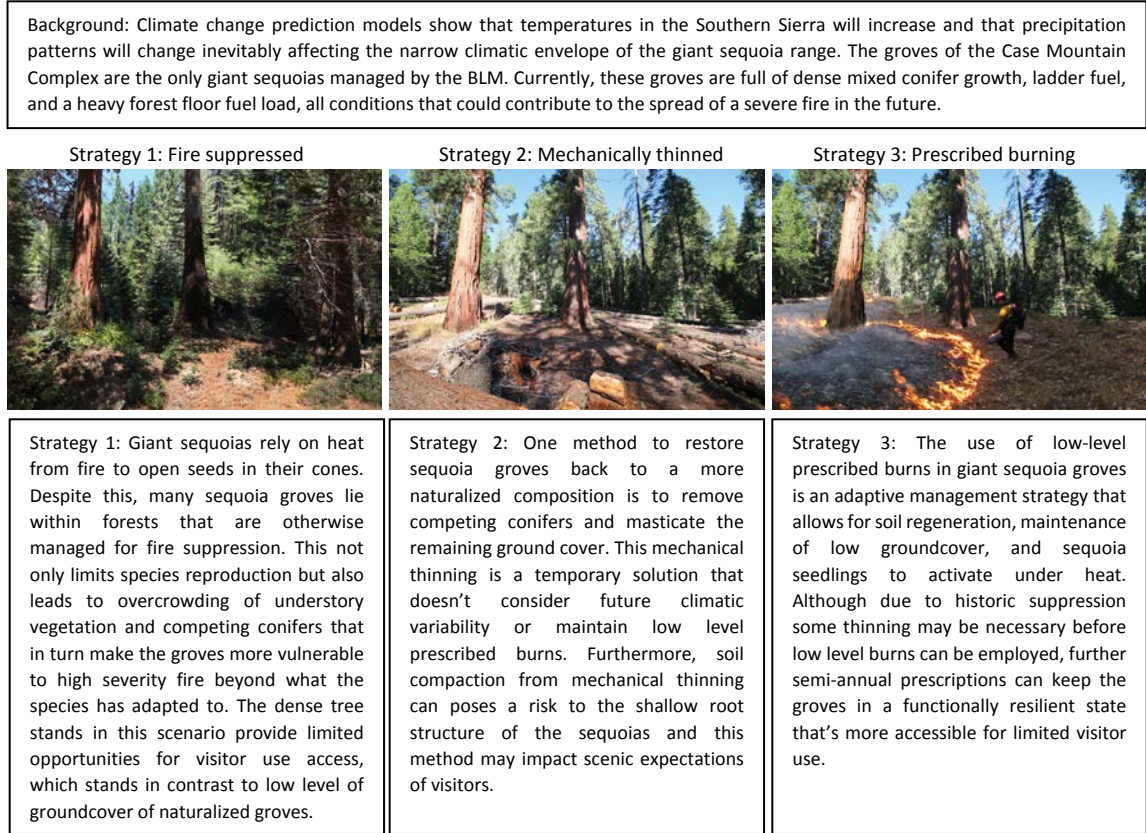 Background: Climate change prediction models show that temperatures in the Southern Sierra will increase and that precipitation
patterns will change inevitably affecting the narrow climatic envelope of the giant sequoia range. The groves of the Case Mountain
Complex are the only giant sequoias managed by the BLM. Currently, these groves are full of dense mixed conifer growth, ladder fuel,
and a heavy forest floor fuel load, all conditions that could contribute to the spread of a severe fire in the future.
Strategy 1: Fire suppressed
Strategy 2: Mechanically thinned
Strategy 3: Prescribed burning
Strategy 1: Giant sequoias rely on heat
from fire to open seeds in their cones.
Despite this, many sequoia groves lie
within forests that are otherwise
managed for fire suppression. This not
only limits species reproduction but also
leads to overcrowding of understory
vegetation and competing conifers that
in turn make the groves more vulnerable
to high severity fire beyond what the
species has adapted to. The dense tree
stands in this scenario provide limited
opportunities for visitor use access,
which stands in contrast to low level of
groundcover of naturalized groves.
Strategy 2: One method to restore
sequoia groves back to a more
naturalized composition is to remove
competing conifers and masticate the
remaining ground cover. This mechanical
thinning is a temporary solution that
doesn’t consider future climatic
variability or maintain low level
prescribed burns. Furthermore, soil
compaction from mechanical thinning
can poses a risk to the shallow root
structure of the sequoias and this
method may impact scenic expectations
of visitors.
Strategy 3: The use of low-level
prescribed burns in giant sequoia groves
is an adaptive management strategy that
allows for soil regeneration, maintenance
of low groundcover, and sequoia
seedlings to activate under heat.
Although due to historic suppression
some thinning may be necessary before
low level burns can be employed, further
semi-annual prescriptions can keep the
groves in a functionally resilient state
that’s more accessible for limited visitor
use.